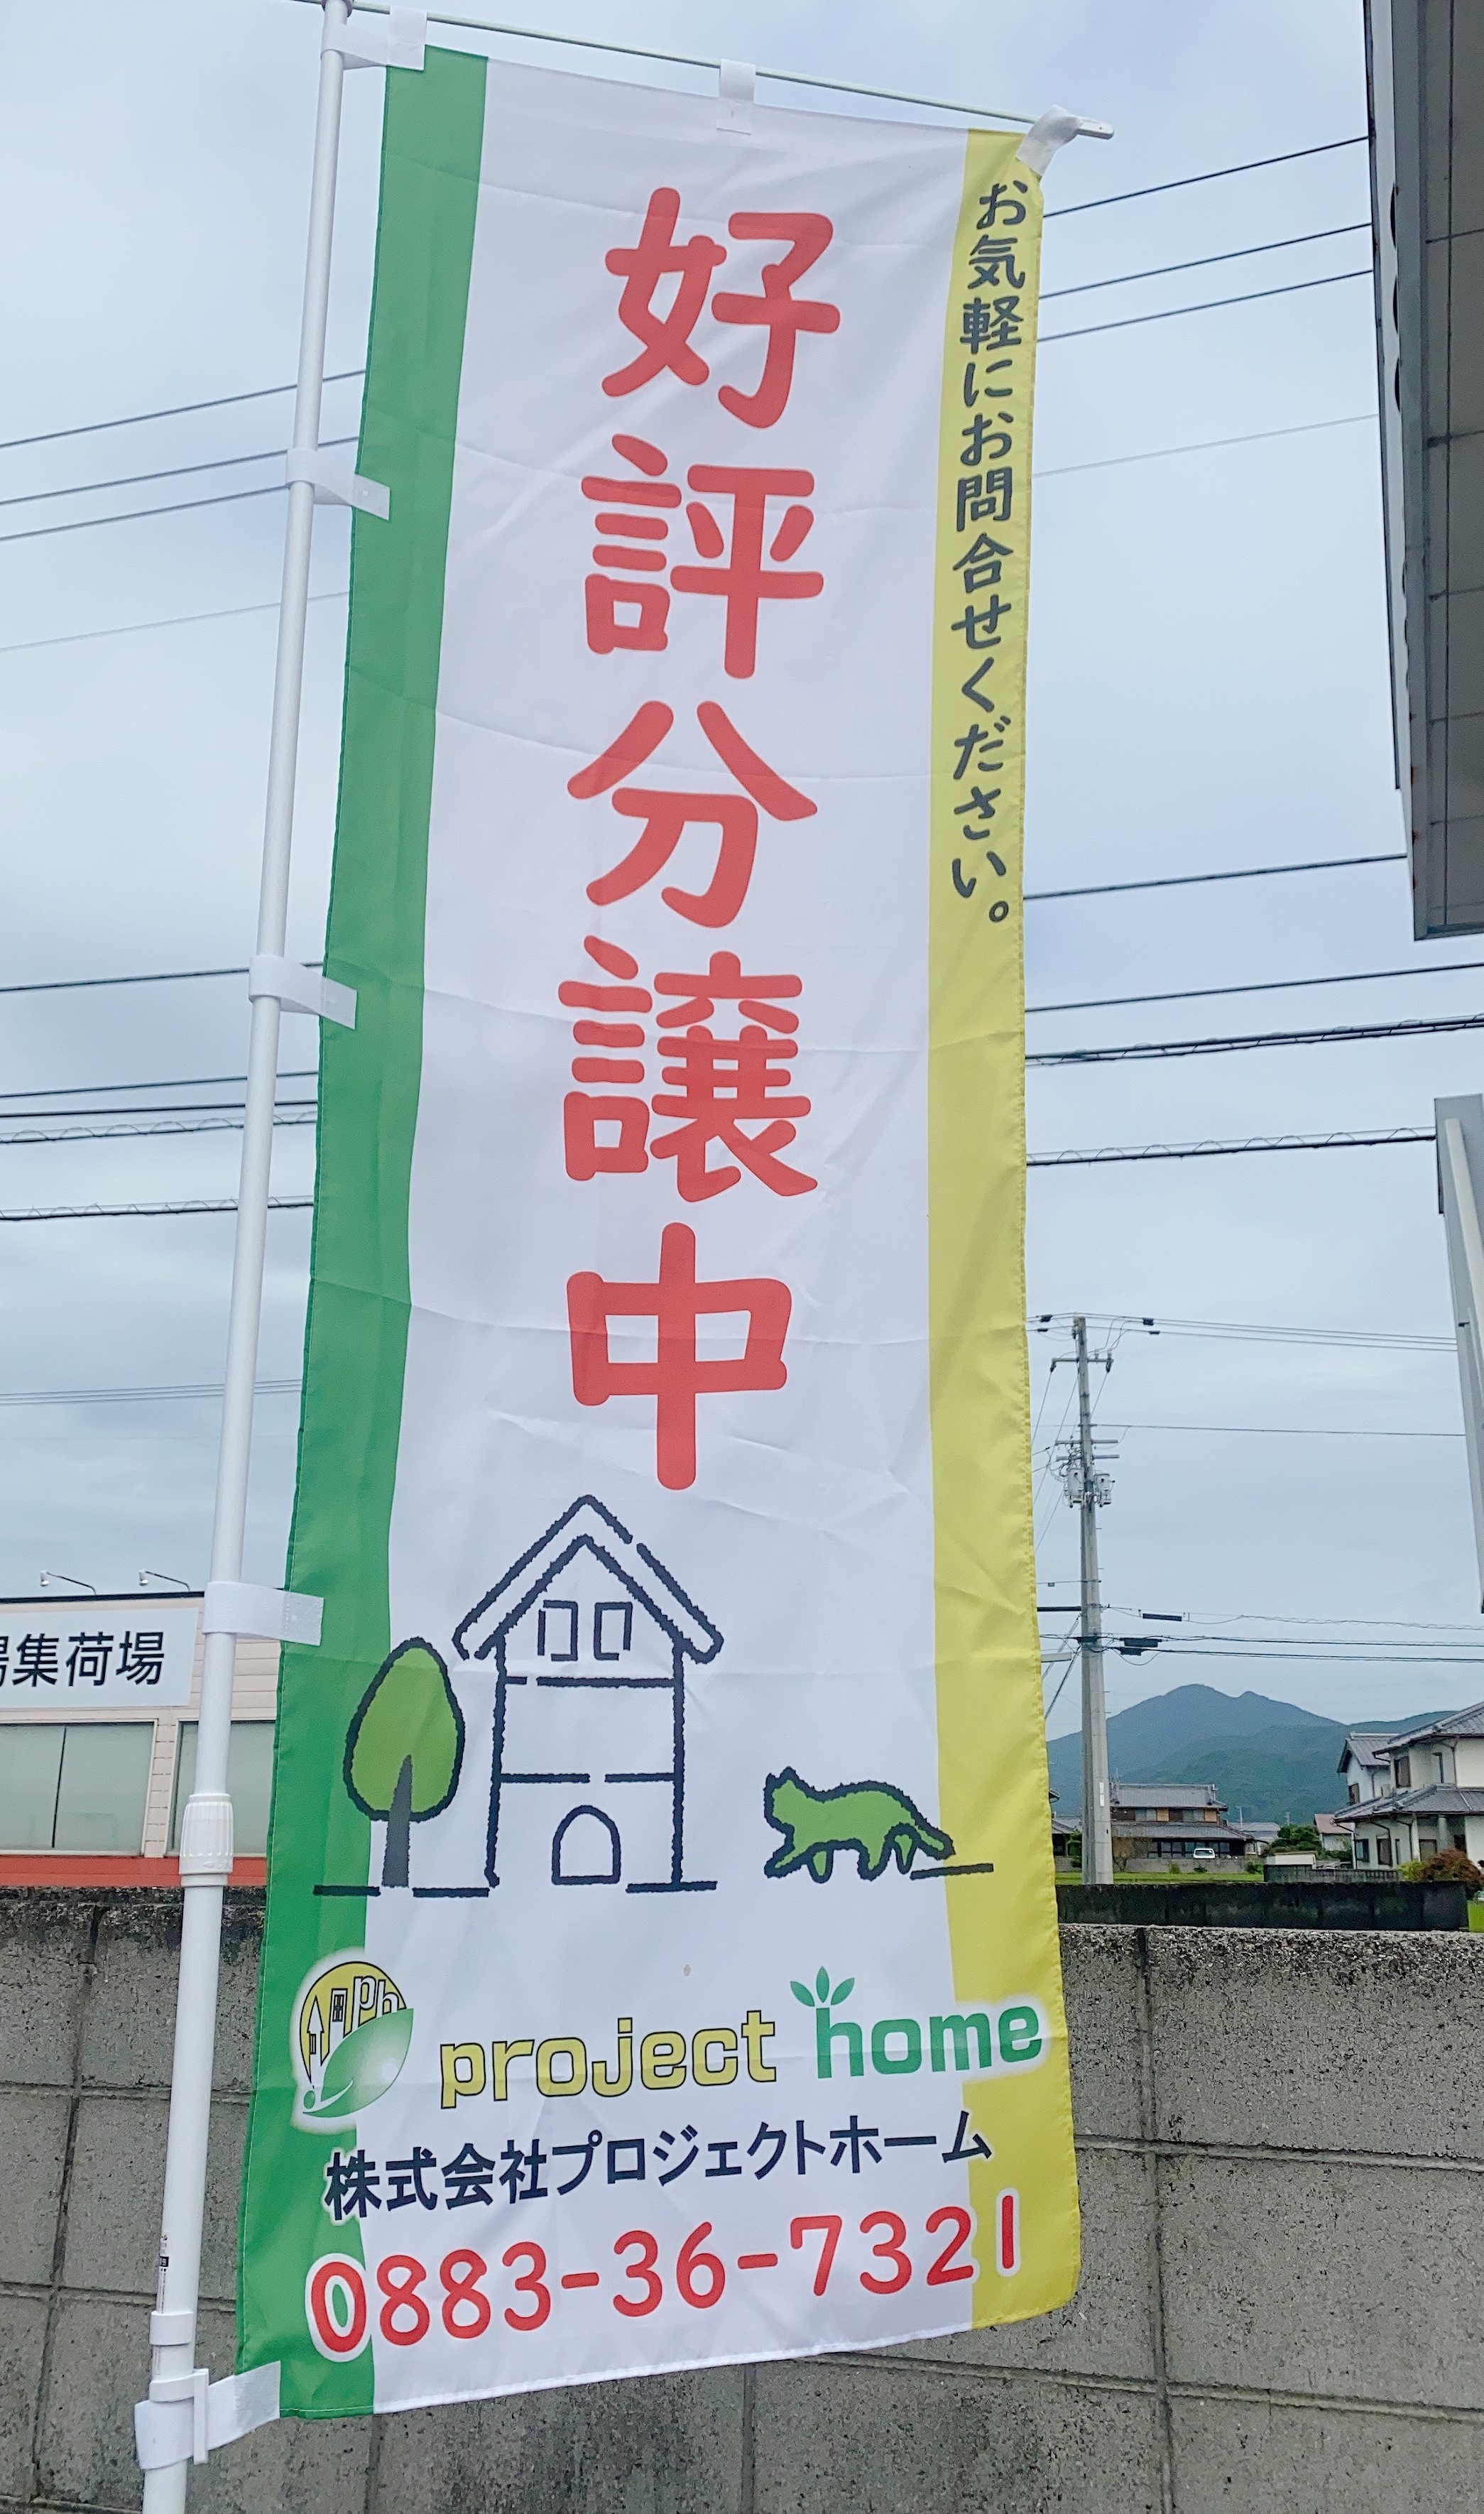 お気軽にお問合せください。
好評分譲中
ph
project home
株式会社プロジェクトホーム
0883-36-7321
集荷場